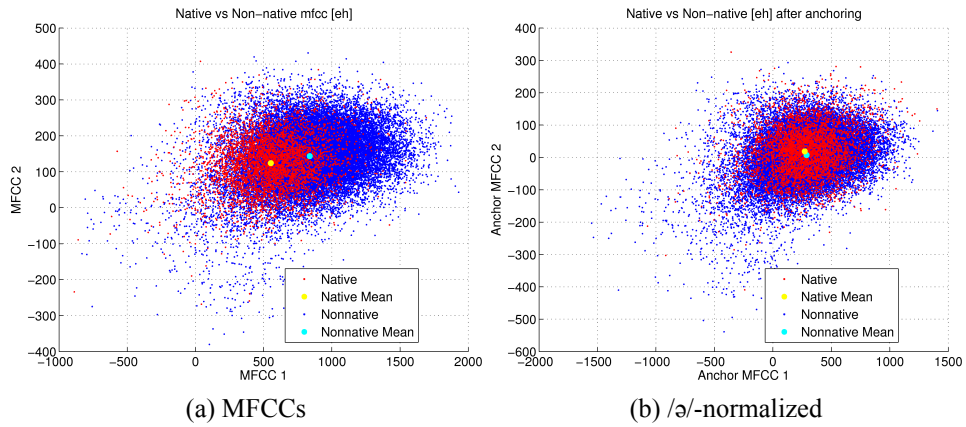 Native vs Non−native mfcc [eh]
500
400
300
200
100
0
−100
−200
−300
−400
MFCC 2
−1000
−500
0
500
1000
1500
2000
MFCC 1
Native
Native Mean
Nonnative
Nonnative Mean
(a) MFCCs
Native vs Non−native [eh] after anchoring
400
300
200
100
0
−100
−200
−300
−400
−500
−600
Anchor MFCC 2
−2000
−1500
−1000
−500
0
500
1000
1500
Anchor MFCC 1
Native
Native Mean
Nonnative
Nonnative Mean
(b) /ə/-normalized